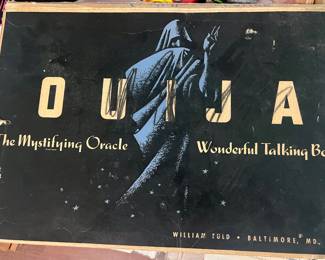 OUIJA
The Mystifying Oracle Wonderful Talking Bo
WILLIAM FULD • BALTIMORE, MD.